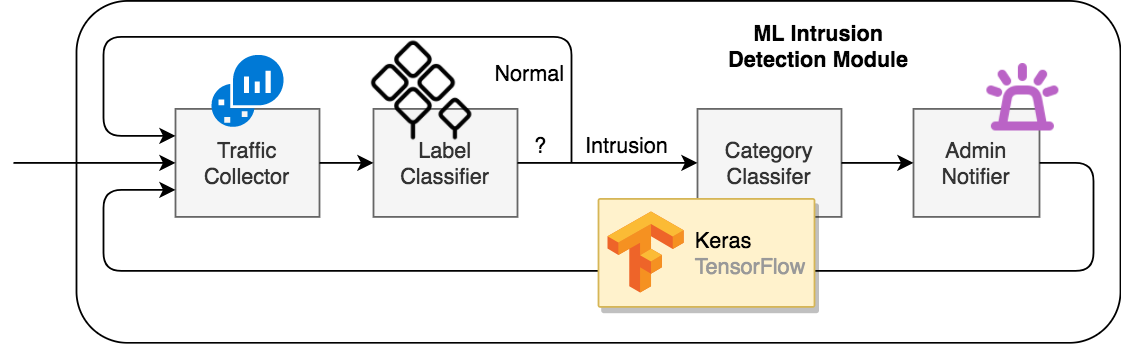 ML Intrusion
Detection Module
Normal
Traffic
Collector
Label
Classifier
?
Intrusion
Category
Classifer
Admin
Notifier
Keras
TensorFlow